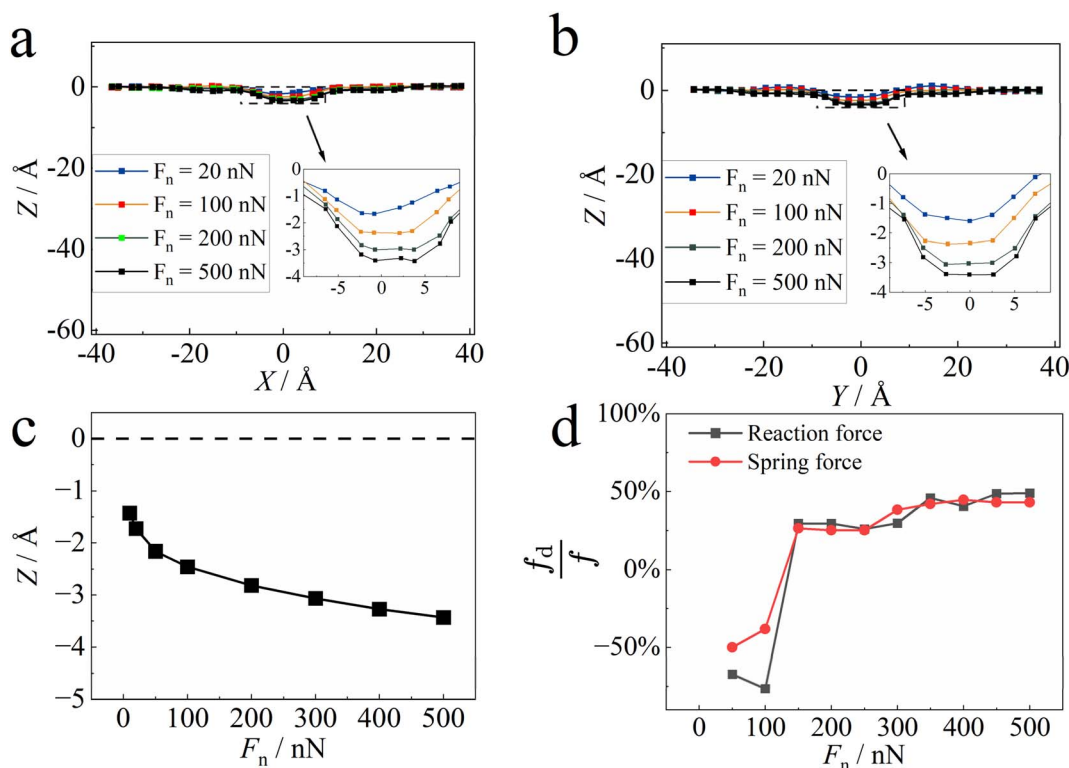 a
0
-20
-40
-60
Z / Å
Fn = 20 nN
Fn = 100 nN
Fn = 200 nN
Fn = 500 nN
0
-1
-2
-3
-4
-5 0 5
-40 -20 0 20 40
X / Å
b
0
-20
-40
-60
Z / Å
Fn = 20 nN
Fn = 100 nN
Fn = 200 nN
Fn = 500 nN
0
-1
-2
-3
-4
-5 0 5
-40 -20 0 20 40
Y / Å
c
0
−1
−2
−3
−4
−5
Z / Å
0 100 200 300 400 500
Fn / nN
d
100%
50%
0%
−50%
fd
f
Reaction force
Spring force
0 100 200 300 400 500
Fn / nN